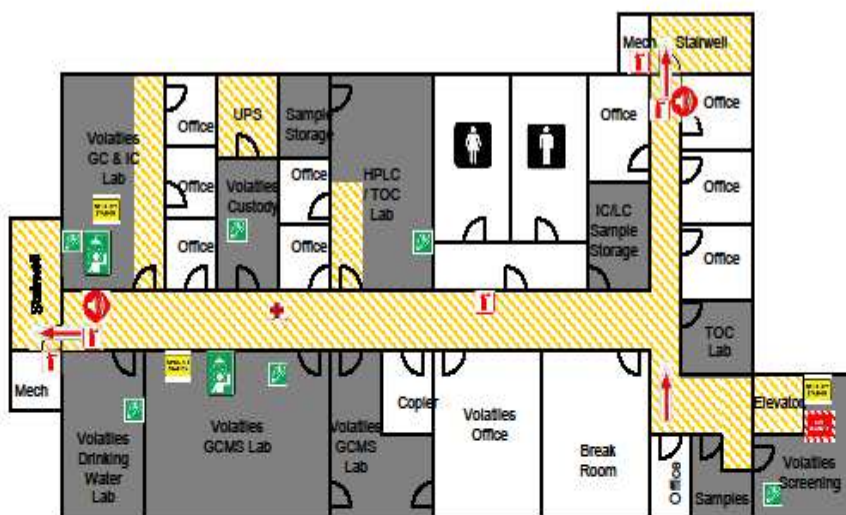 Mech
Stairwell
Office
Volatiles
GC & IC
Lab
Office
UPS
Sample
Storage
Office
Office
Volatiles
Custody
Office
HPLC
/ TOC
Lab
IC/LC
Sample
Storage
Office
Office
Office
Office
Stairwell
TOC
Lab
Mech
Volatiles
Drinking
Water
Lab
Volatiles
GCMS Lab
Volatiles
GCMS
Lab
Copier
Volatiles
Office
Break
Room
Office
Samples
Elevator
Volatiles
Screening